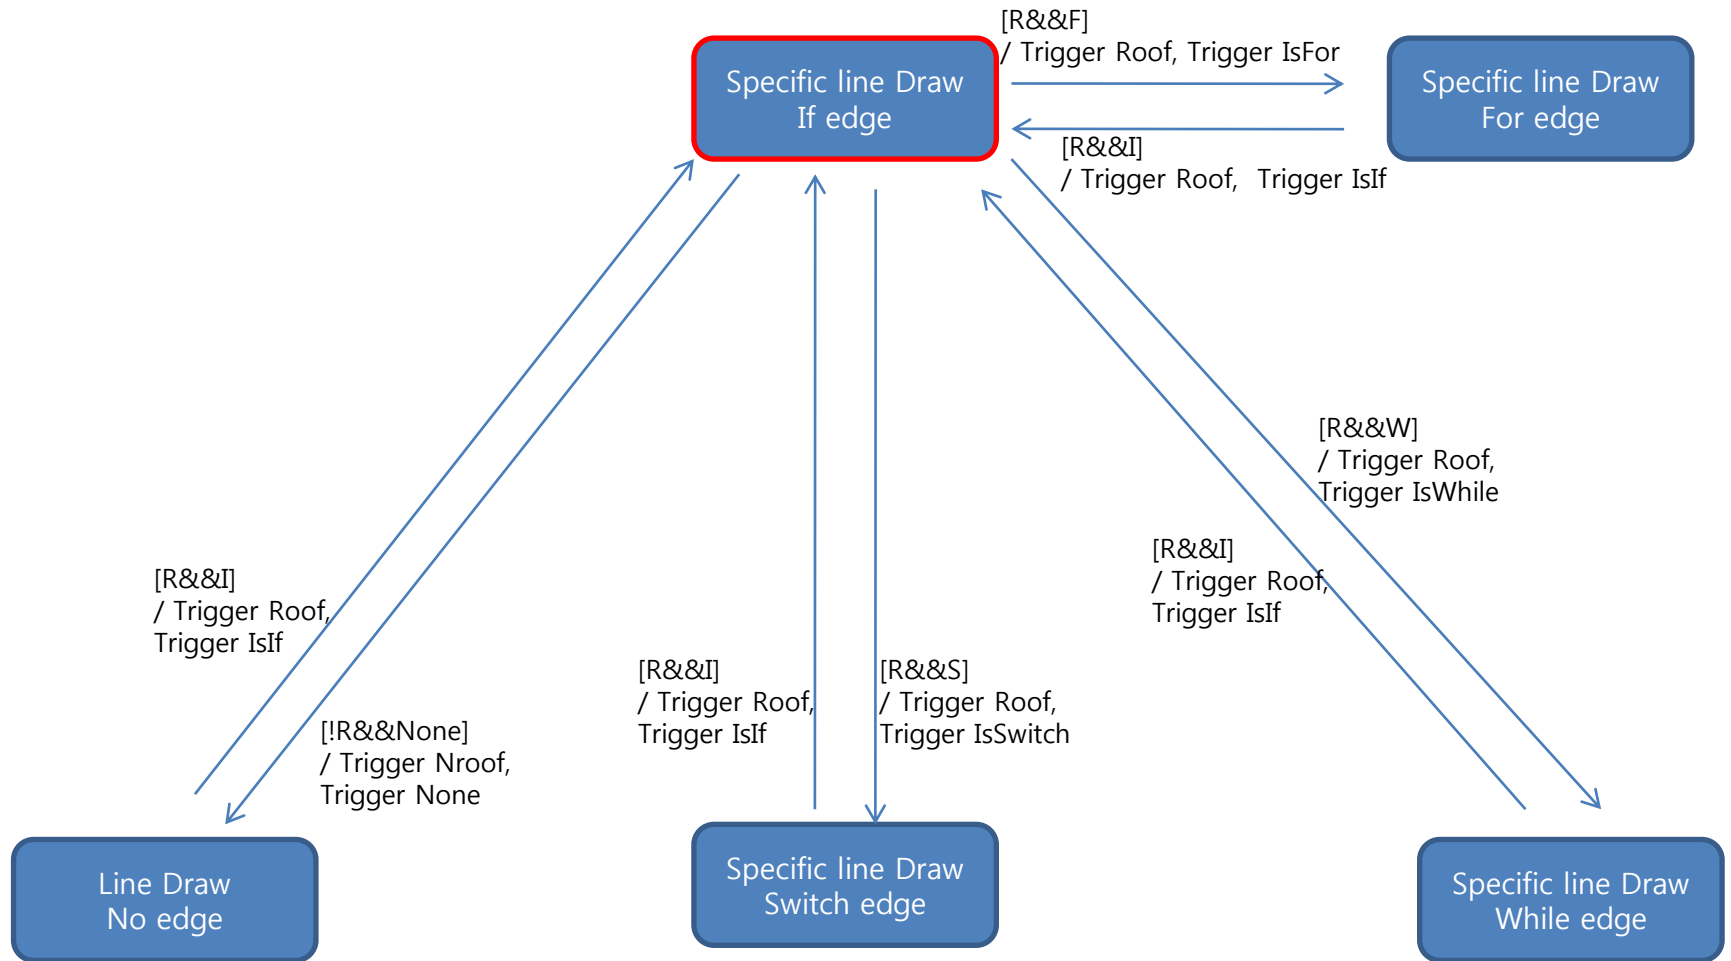 [R&&F]
/ Trigger Roof, Trigger IsFor
Specific line Draw
If edge
Specific line Draw
For edge
[R&&I]
/ Trigger Roof,  Trigger IsIf
[R&&W]
/ Trigger Roof,
Trigger IsWhile
[R&&I]
/ Trigger Roof,
Trigger IsIf
[R&&I]
/ Trigger Roof,
Trigger IsIf
[R&&I]
/ Trigger Roof,
Trigger IsIf
[R&&S]
/ Trigger Roof,
Trigger IsSwitch
[!R&&None]
/ Trigger Nroof,
Trigger None
Line Draw
No edge
Specific line Draw
Switch edge
Specific line Draw
While edge